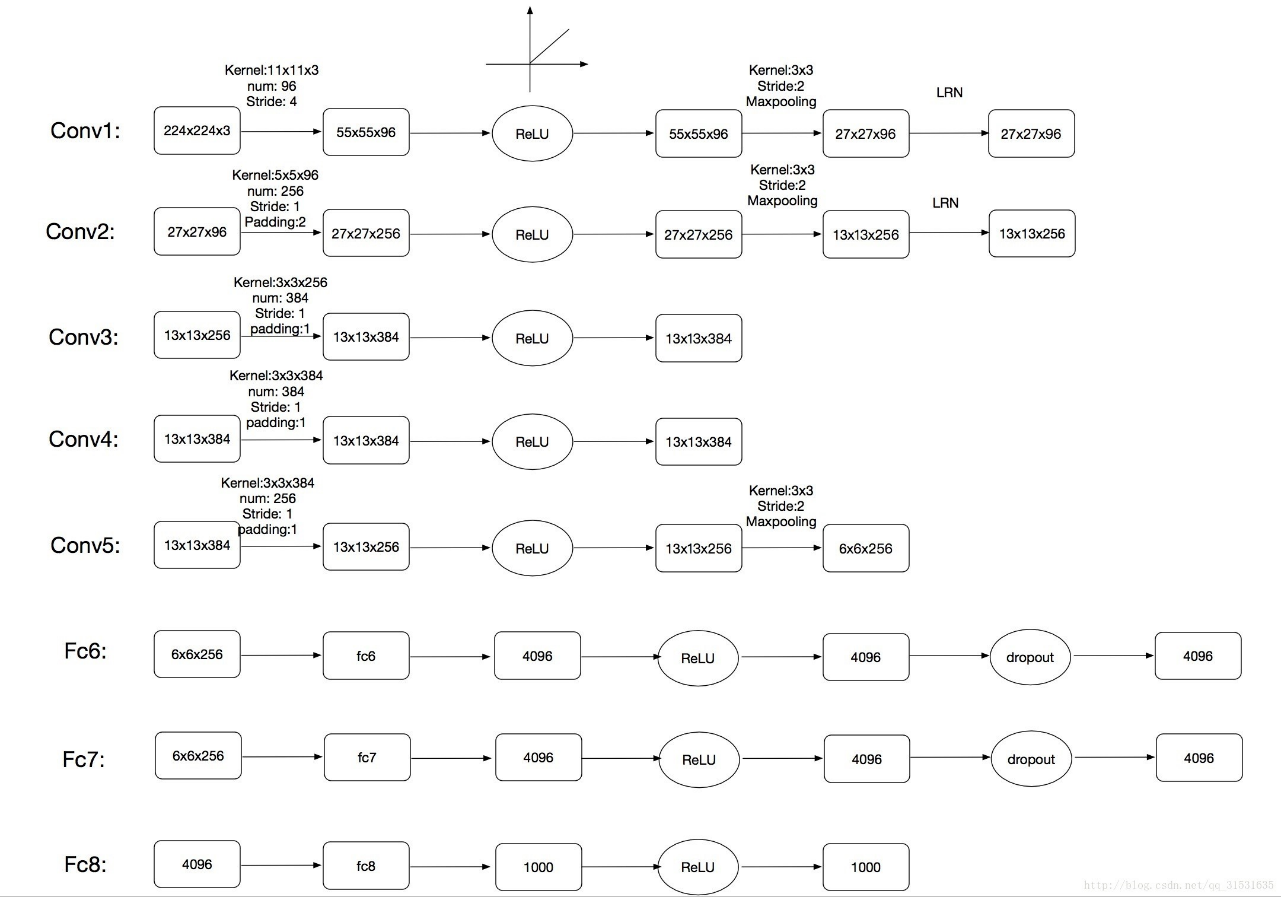 Kernel:11x11x3
num: 96
Stride: 4
Kernel:3x3
Stride:2
Maxpooling
LRN
Conv1:
224x224x3
55x55x96
ReLU
55x55x96
27x27x96
27x27x96
Kernel:5x5x96
num: 256
Stride: 1
Padding:2
Kernel:3x3
Stride:2
Maxpooling
LRN
Conv2:
27x27x96
27x27x256
ReLU
27x27x256
13x13x256
13x13x256
Kernel:3x3x256
num: 384
Stride: 1
padding:1
Conv3:
13x13x256
13x13x384
ReLU
13x13x384
Kernel:3x3x384
num: 384
Stride: 1
padding:1
Conv4:
13x13x384
13x13x384
ReLU
13x13x384
Kernel:3x3x384
num: 256
Stride: 1
padding:1
Kernel:3x3
Stride:2
Maxpooling
Conv5:
13x13x384
13x13x256
ReLU
13x13x256
6x6x256
Fc6:
6x6x256
fc6
4096
ReLU
4096
dropout
4096
Fc7:
6x6x256
fc7
4096
ReLU
4096
dropout
4096
Fc8:
4096
fc8
1000
ReLU
1000
http://blog.csdn.net/qq_31531635